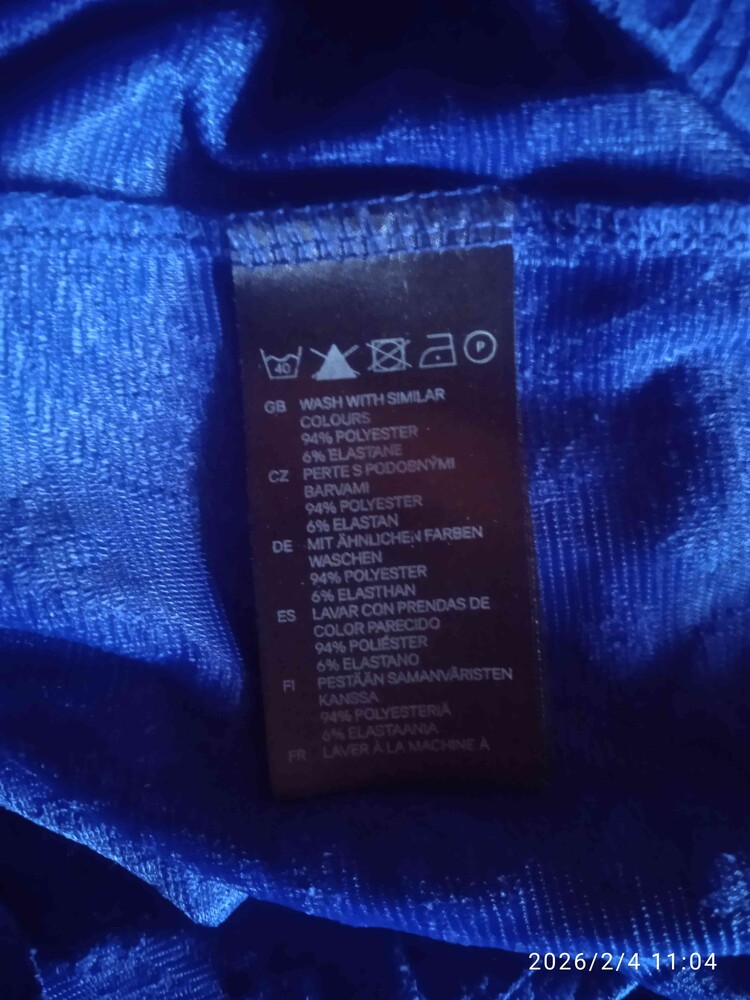 40 P
GB WASH WITH SIMILAR
COLOURS
94% POLYESTER
6% ELASTANE
CZ PERTE S PODOBNÝMI
BARVAMI
94% POLYESTER
6% ELASTAN
DE MIT ÄHNLICHEN FARBEN
WASCHEN
94% POLYESTER
6% ELASTHAN
ES LAVAR CON PRENDAS DE
COLOR PARECIDO
94% POLIÉSTER
6% ELASTANO
FI PESTÄÄN SAMANVÄRISTEN
KANSSA
94% POLYESTERIÄ
6% ELASTAANIA
FR LAVER À LA MACHINE À
2026/2/4 11:04